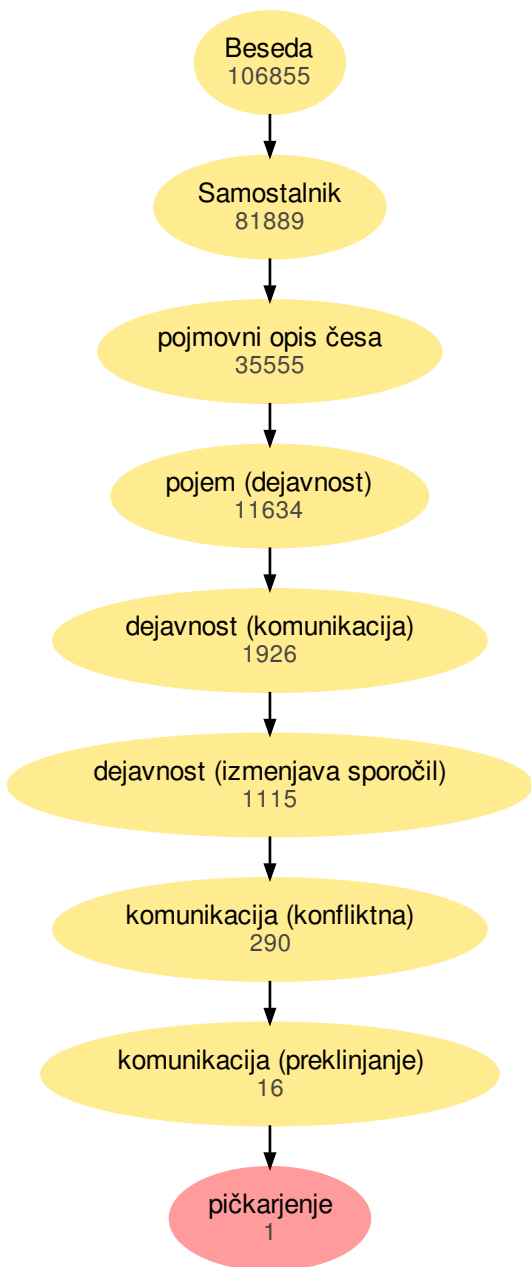 Beseda
106855
Samostalnik
81889
pojmovni opis česa
35555
pojem (dejavnost)
11634
dejavnost (komunikacija)
1926
dejavnost (izmenjava sporočil)
1115
komunikacija (konfliktna)
290
komunikacija (preklinjanje)
16
pičkarjenje
1